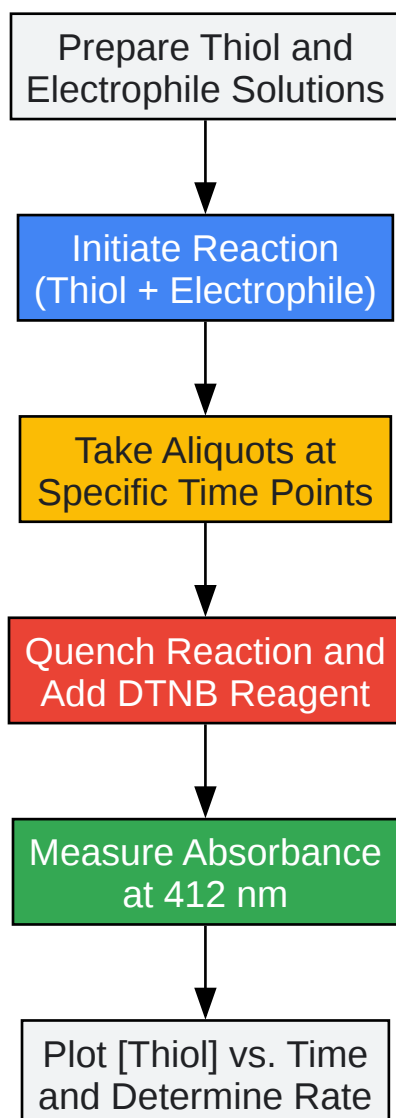 Prepare Thiol and
Electrophile Solutions
Initiate Reaction
(Thiol + Electrophile)
Take Aliquots at
Specific Time Points
Quench Reaction and
Add DTNB Reagent
Measure Absorbance
at 412 nm
Plot [Thiol] vs. Time
and Determine Rate